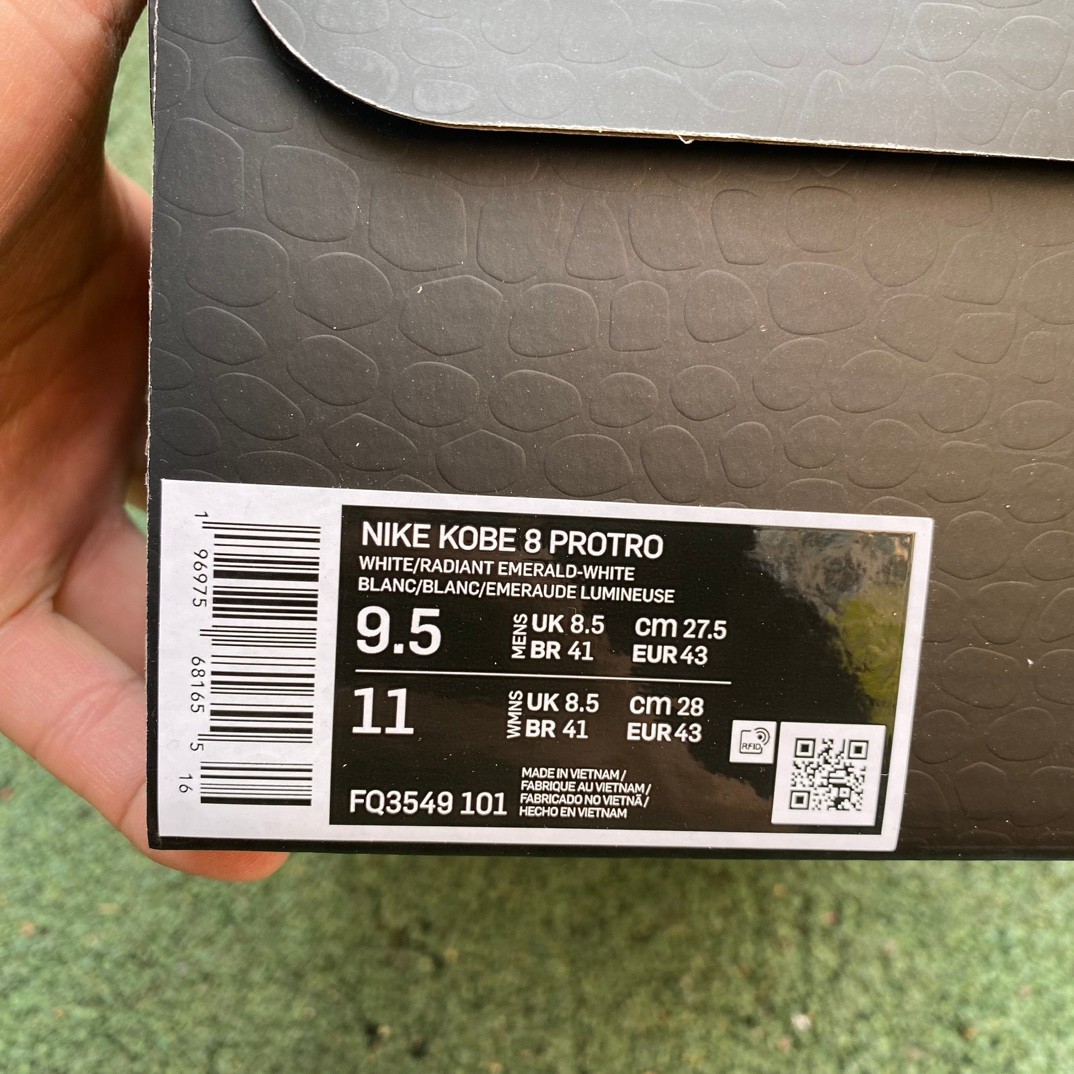 NIKE KOBE 8 PROTRO
WHITE/RADIANT EMERALD-WHITE
BLANC/BLANC/EMERAUDE LUMINEUSE
9.5
MENS
UK 8.5 cm 27.5
BR 41 EUR 43
11
WMNS
UK 8.5 cm 28
BR 41 EUR 43
RFID
FQ3549 101
MADE IN VIETNAM /
FABRIQUE AU VIETNAM /
FABRICADO NO VIETNÃ /
HECHO EN VIETNAM
1 96975 68165 5 16